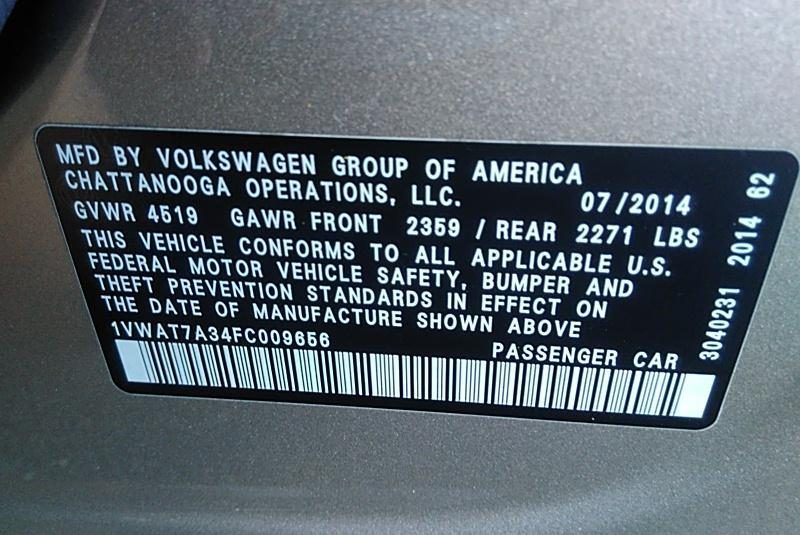 MFD BY VOLKSWAGEN GROUP OF AMERICA
CHATTANOOGA OPERATIONS, LLC. 07/2014
GVWR 4519 GAWR FRONT 2359 / REAR 2271 LBS
THIS VEHICLE CONFORMS TO ALL APPLICABLE U.S.
FEDERAL MOTOR VEHICLE SAFETY, BUMPER AND
THEFT PREVENTION STANDARDS IN EFFECT ON
THE DATE OF MANUFACTURE SHOWN ABOVE
1VWAT7A34FC009656 PASSENGER CAR
3040231 2014 62